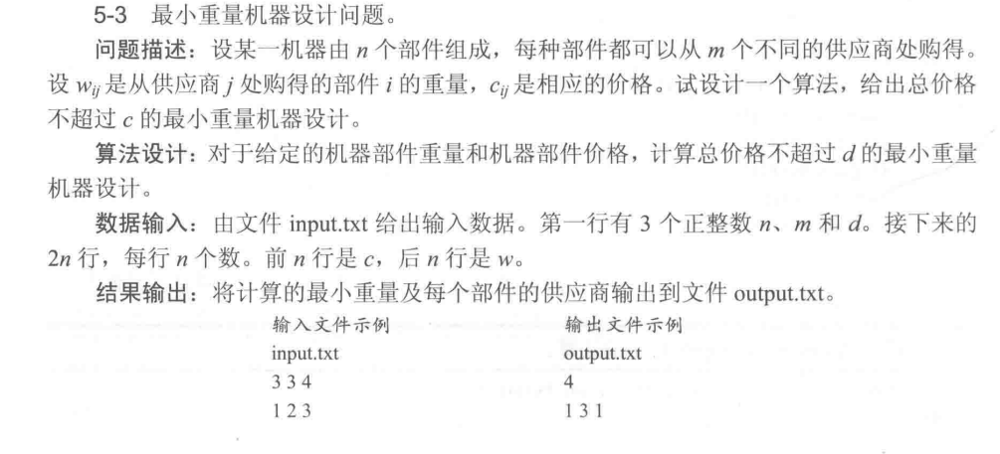 5-3 最小重量机器设计问题。
问题描述：设某一机器由 n 个部件组成，每种部件都可以从 m 个不同的供应商处购得。
设 wij 是从供应商 j 处购得的部件 i 的重量，cij 是相应的价格。试设计一个算法，给出总价格
不超过 c 的最小重量机器设计。
算法设计：对于给定的机器部件重量和机器部件价格，计算总价格不超过 d 的最小重量
机器设计。
数据输入：由文件 input.txt 给出输入数据。第一行有 3 个正整数 n、m 和 d。接下来的
2n 行，每行 n 个数。前 n 行是 c，后 n 行是 w。
结果输出：将计算的最小重量及每个部件的供应商输出到文件 output.txt。
输入文件示例 输出文件示例
input.txt output.txt
3 3 4 4
1 2 3 1 3 1